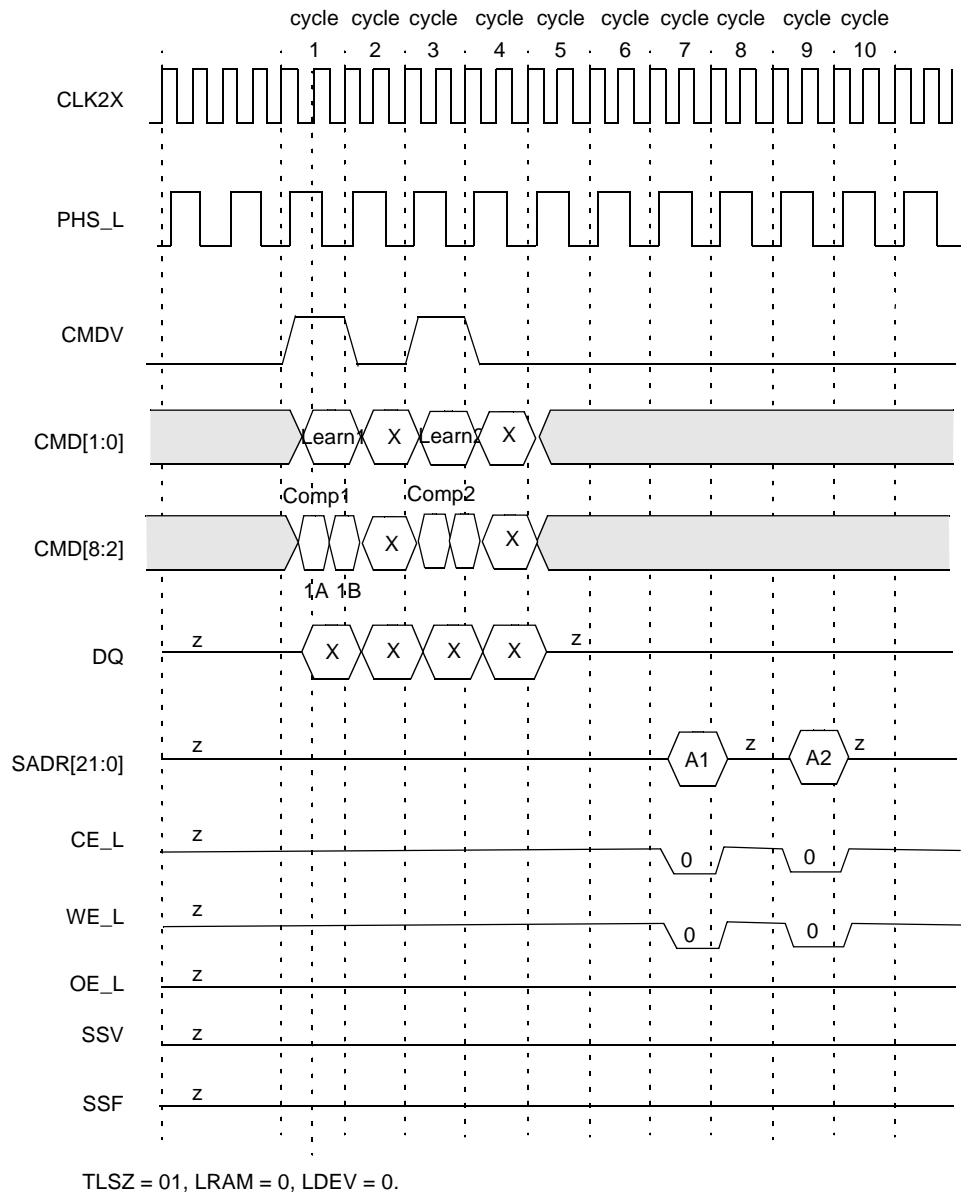 cycle cycle cycle cycle cycle cycle cycle cycle cycle cycle
1 2 3 4 5 6 7 8 9 10
CLK2X
PHS_L
CMDV
CMD[1:0] Learn1 X Learn2 X
Comp1 Comp2
CMD[8:2] X X
1A 1B
DQ z X X X X z
SADR[21:0] z A1 z A2 z
CE_L z 0 0
WE_L z 0 0
OE_L z
SSV z
SSF z
TLSZ = 01, LRAM = 0, LDEV = 0.